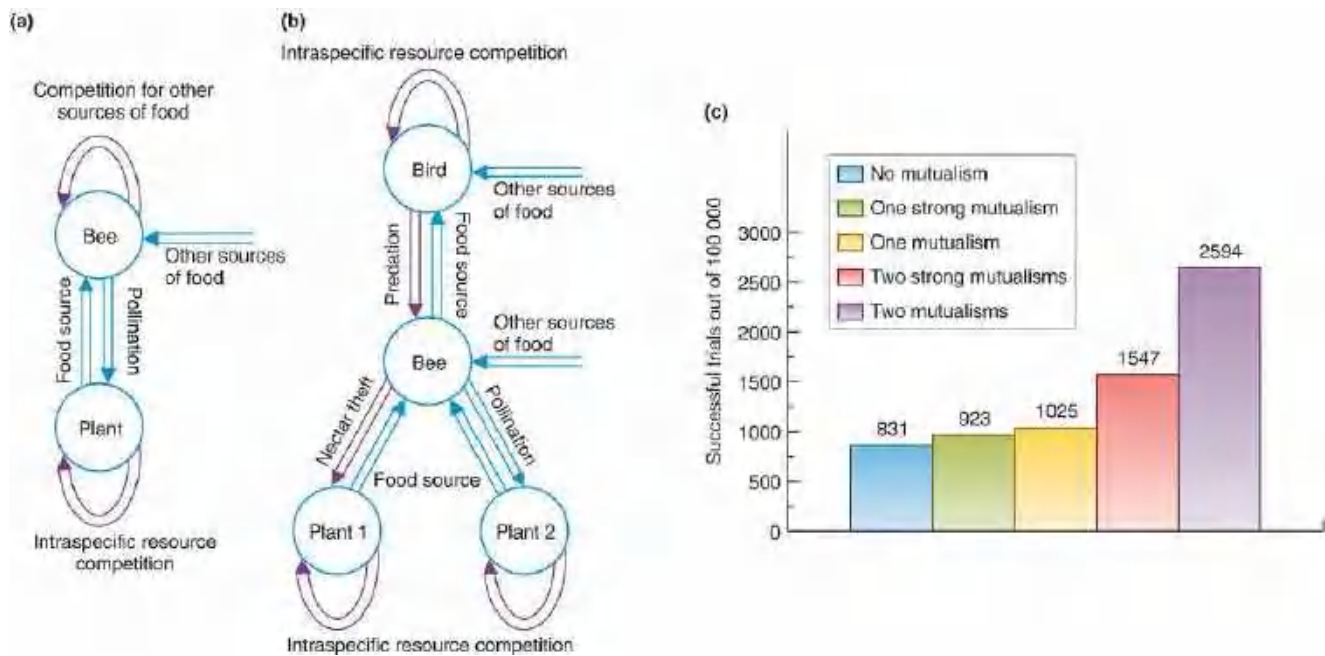 (a)
Competition for other
sources of food
Bee
Other sources
of food
Food source
Pollination
Plant
Intraspecific resource
competition
(b)
Intraspecific resource competition
Bird
Other sources
of food
Predation
Food source
Other sources
of food
Bee
Nectar theft
Pollination
Food source
Plant 1
Plant 2
Intraspecific resource competition
(c)
Successful trials out of 100 000
3000
2500
2000
1500
1000
500
0
No mutualism
One strong mutualism
One mutualism
Two strong mutualisms
Two mutualisms
831
923
1025
1547
2594